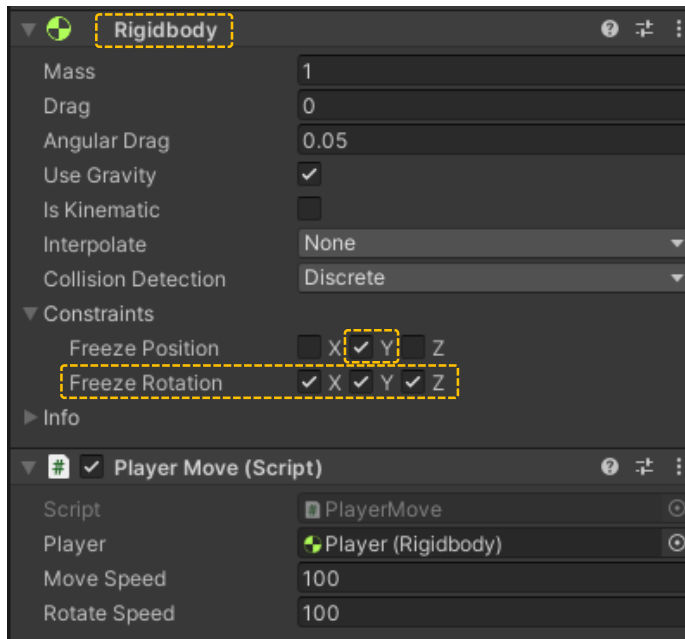 Rigidbody
Mass 1
Drag 0
Angular Drag 0.05
Use Gravity
Is Kinematic
Interpolate None
Collision Detection Discrete
Constraints
Freeze Position X Y Z
Freeze Rotation X Y Z
Info
# Player Move (Script)
Script # PlayerMove
Player Player (Rigidbody)
Move Speed 100
Rotate Speed 100